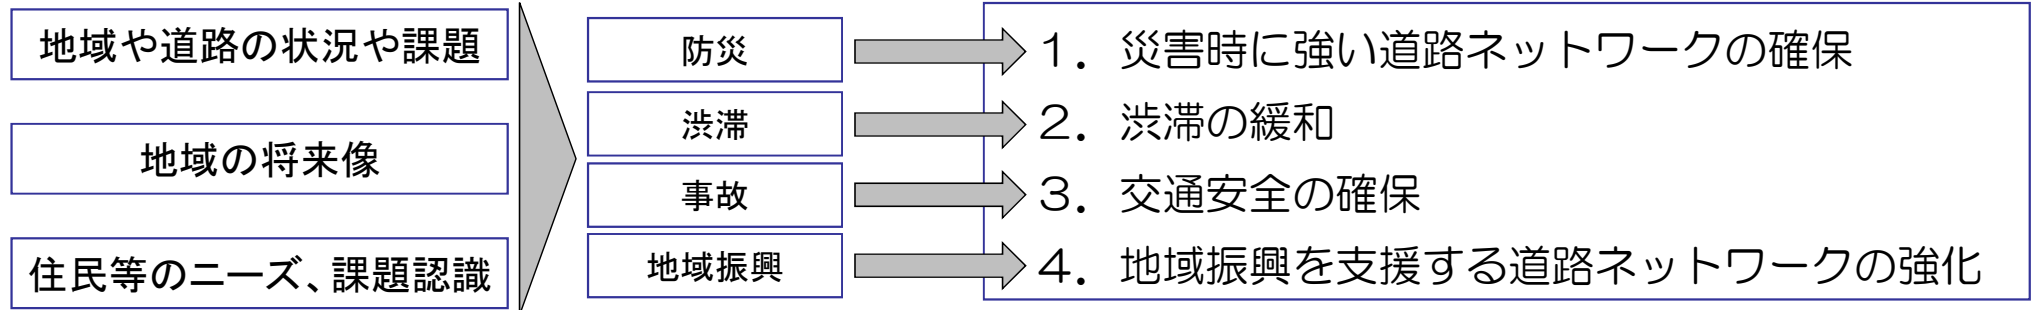 地域や道路の状況や課題
地域の将来像
住民等のニーズ、課題認識
防災
渋滞
事故
地域振興
１．災害時に強い道路ネットワークの確保
２．渋滞の緩和
３．交通安全の確保
４．地域振興を支援する道路ネットワークの強化